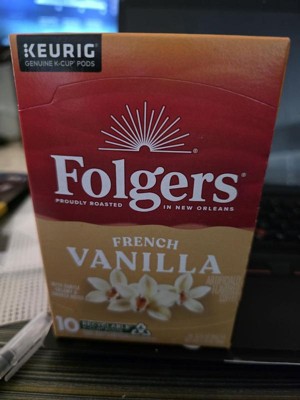 KEURIG
GENUINE K-CUP® PODS
Folgers®
PROUDLY ROASTED IN NEW ORLEANS
FRENCH
VANILLA
10